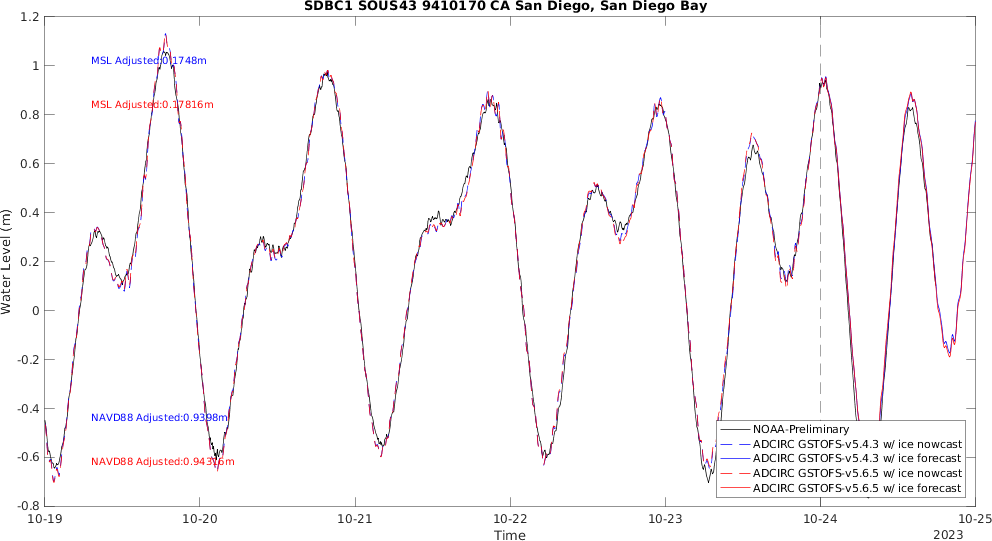 SDBC1 SOUS43 9410170 CA San Diego, San Diego Bay
1.2
1
0.8
0.6
0.4
0.2
0
-0.2
-0.4
-0.6
-0.8
Water Level (m)
MSL Adjusted:0.1748m
MSL Adjusted:0.17816m
NAVD88 Adjusted:0.9398m
NAVD88 Adjusted:0.94316m
NOAA-Preliminary
ADCIRC GSTOFS-v5.4.3 w/ ice nowcast
ADCIRC GSTOFS-v5.4.3 w/ ice forecast
ADCIRC GSTOFS-v5.6.5 w/ ice nowcast
ADCIRC GSTOFS-v5.6.5 w/ ice forecast
10-19 10-20 10-21 10-22 10-23 10-24 10-25
Time
2023